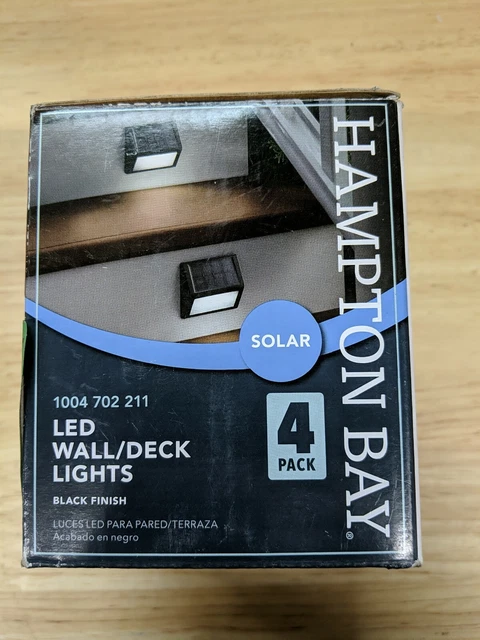 HAMPTON BAY®
SOLAR
1004 702 211
LED
WALL/DECK
LIGHTS
BLACK FINISH
LUCES LED PARA PARED/TERRAZA
Acabado en negro
4
PACK